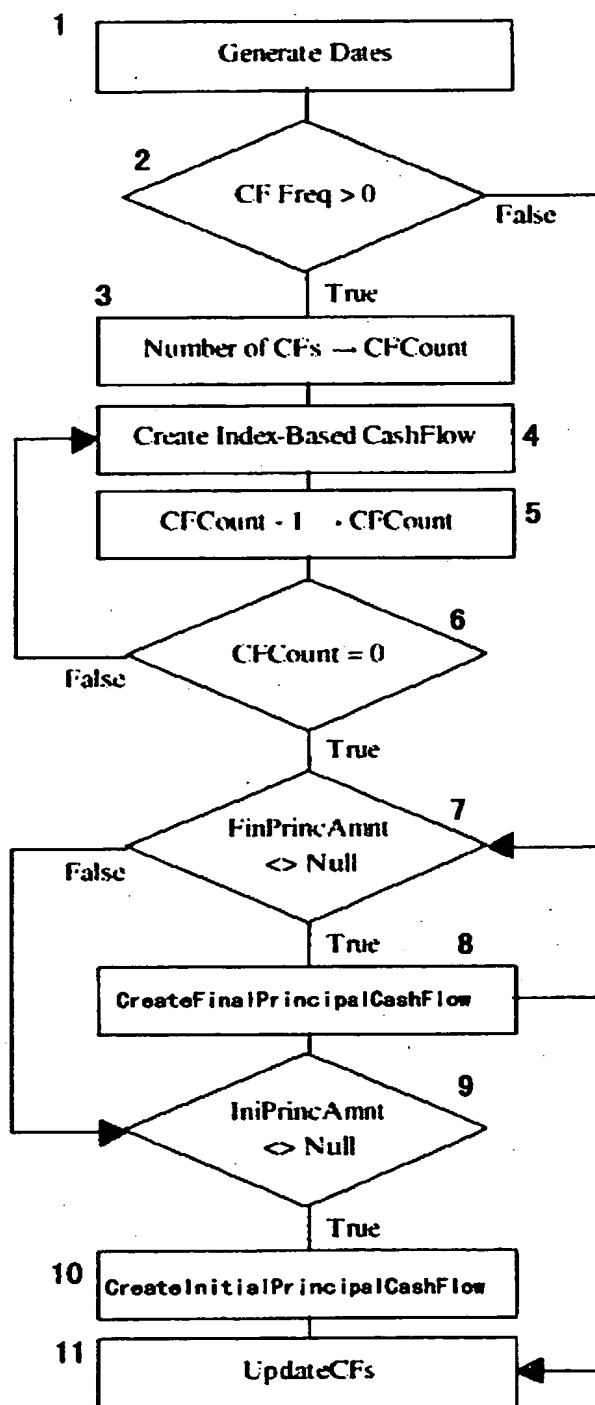 1
Generate Dates
2
CF Freq > 0
False
True
3
Number of CFs → CFCount
Create Index-Based CashFlow
4
CFCount - 1 · CFCount
5
6
CFCount = 0
False
True
7
FinPrincAmnt
<> Null
False
True
8
CreateFinalPrincipalCashFlow
9
IniPrincAmnt
<> Null
True
10
CreateInitialPrincipalCashFlow
11
UpdateCFs